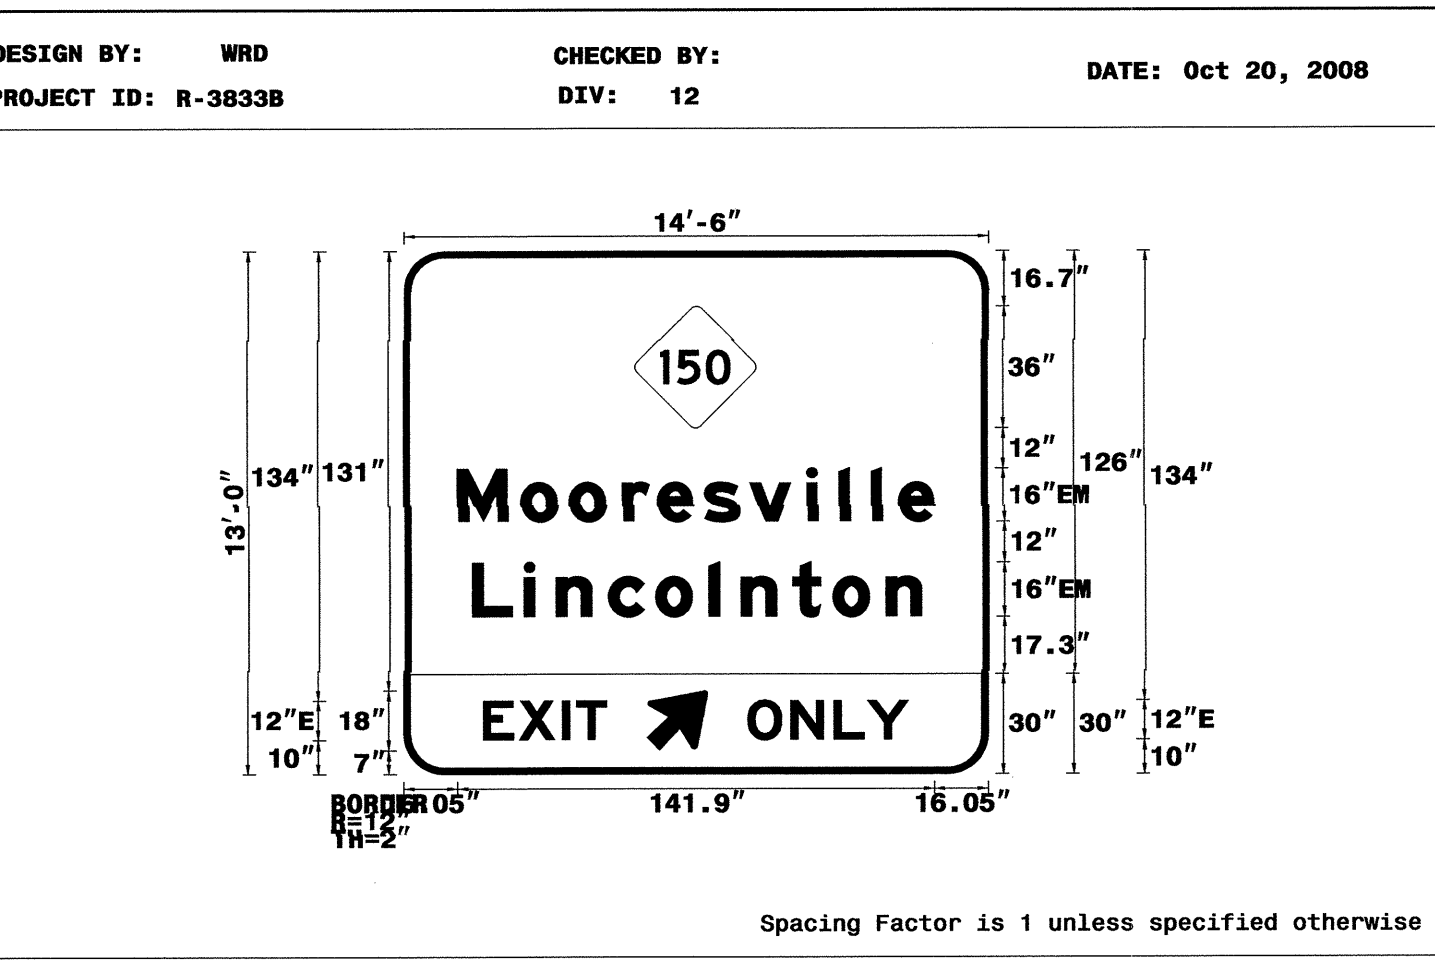 DESIGN BY: WRD
CHECKED BY:
DATE: Oct 20, 2008
PROJECT ID: R-3833B
DIV: 12
14'-6"
16.7"
150
36"
12"
13'-0"
134"
131"
126"
134"
Mooresville
16"EM
12"
Lincolnton
16"EM
17.3"
EXIT ONLY
12"E
18"
30"
30"
12"E
10"
7"
10"
BORDER
05"
141.9"
16.05"
R=12"
TH=2"
Spacing Factor is 1 unless specified otherwise